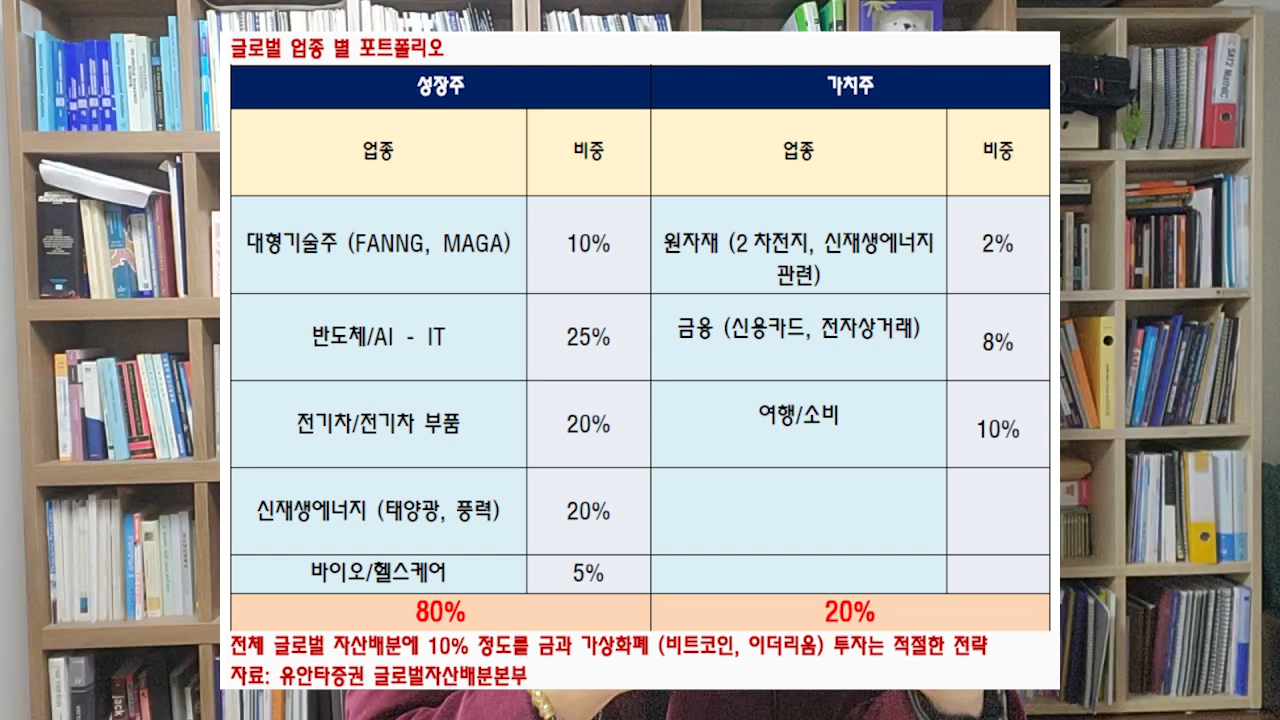 글로벌 업종 별 포트폴리오
성장주 가치주
업종 비중 업종 비중
대형기술주 (FANNG, MAGA) 10% 원자재 (2차전지, 신재생에너지 2%
관련)
반도체/AI - IT 25% 금융 (신용카드, 전자상거래) 8%
전기차/전기차 부품 20% 여행/소비 10%
신재생에너지 (태양광, 풍력) 20%
바이오/헬스케어 5%
80% 20%
전체 글로벌 자산배분에 10% 정도를 금과 가상화폐 (비트코인, 이더리움) 투자는 적절한 전략
자료: 유안타증권 글로벌자산배분본부